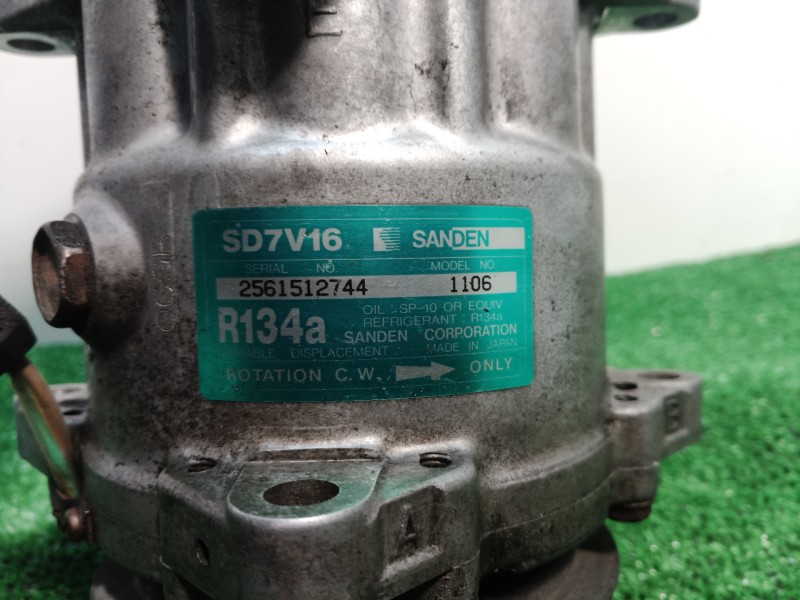 E
SD7V16 SANDEN
SERIAL NO. MODEL NO
2561512744 1106
OIL : SP-10 OR EQUIV
REFRIGERANT : R134a
R134a SANDEN CORPORATION
DISPLACEMENT MADE IN JAPAN
ROTATION C.W. ONLY
A
B